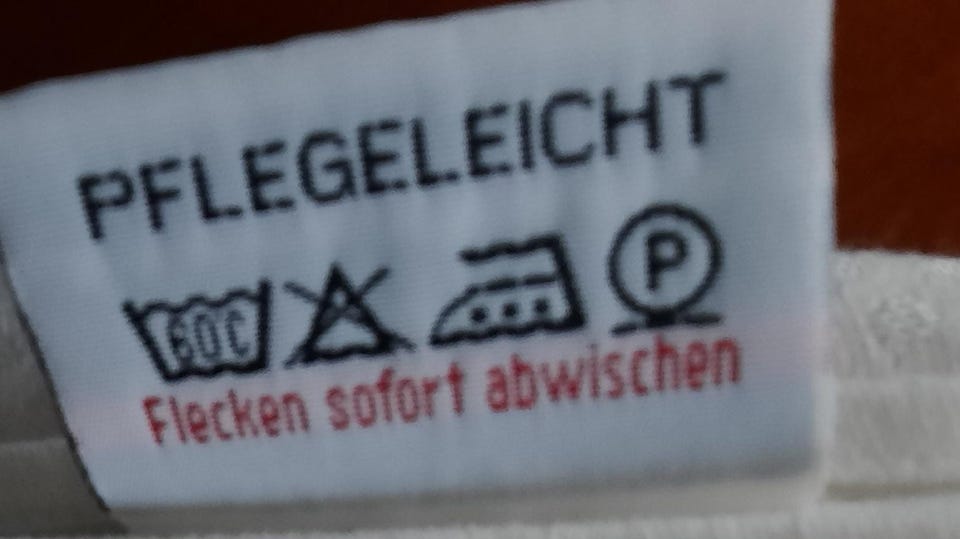 PFLEGELEICHT
60C P
Flecken sofort abwischen